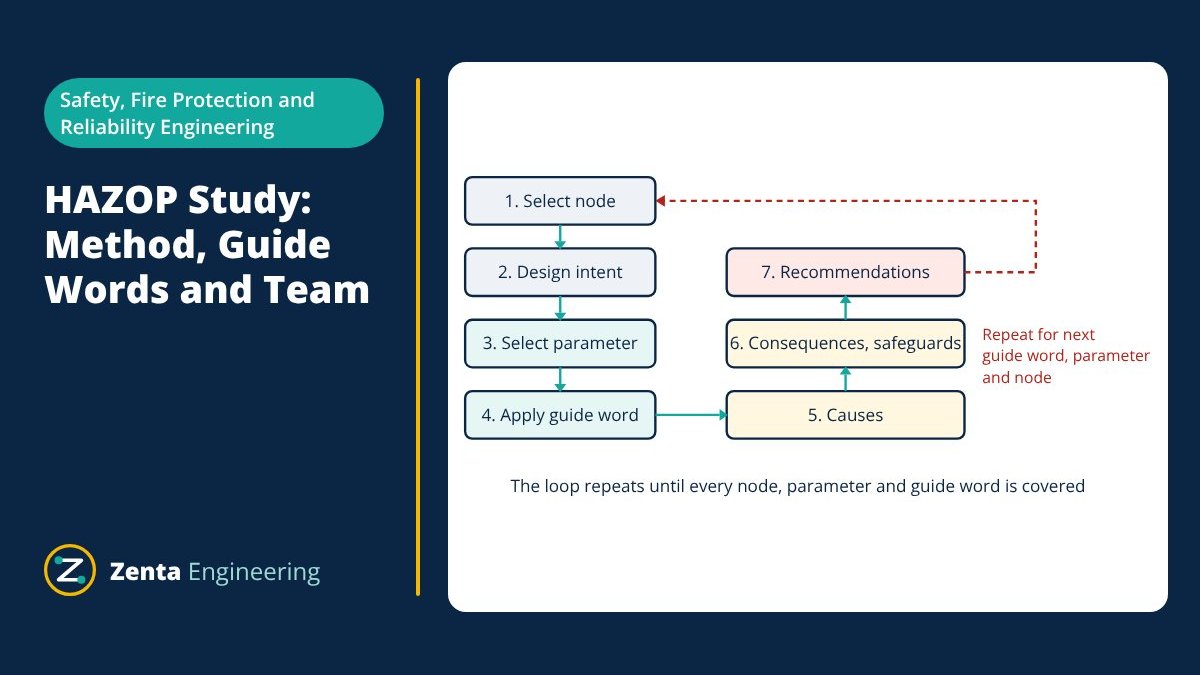 Safety, Fire Protection and
Reliability Engineering
HAZOP Study:
Method, Guide
Words and Team
Zenta Engineering
1. Select node
2. Design intent
3. Select parameter
4. Apply guide word
5. Causes
6. Consequences, safeguards
7. Recommendations
Repeat for next
guide word, parameter
and node
The loop repeats until every node, parameter and guide word is covered